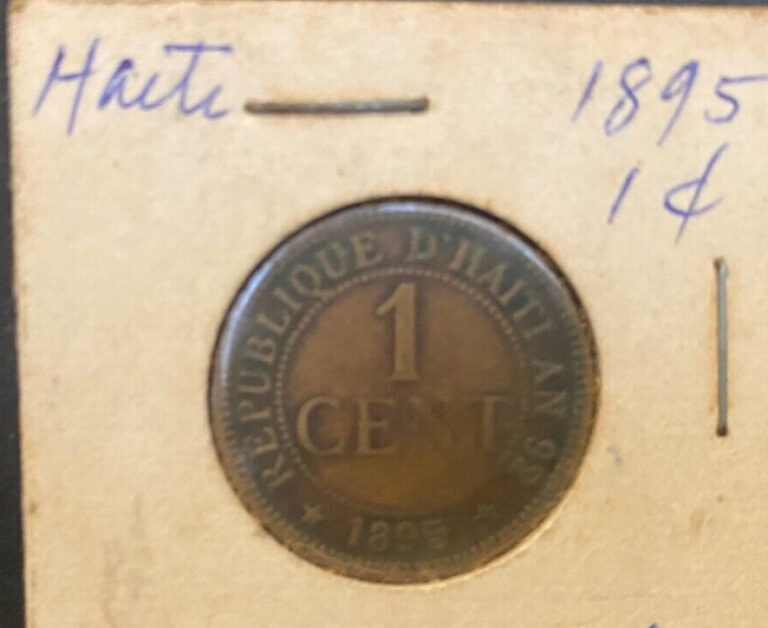 Haiti 1895
1 ¢
REPUBLIQUE D'HAITI AN 92
1
CENT
1895